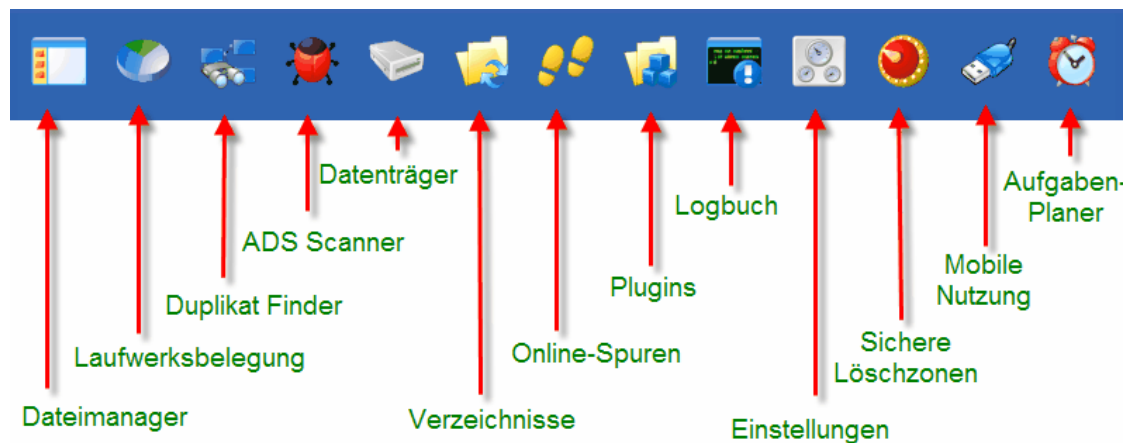 Dateimanager
Laufwerksbelegung
Duplikat Finder
ADS Scanner
Datenträger
Verzeichnisse
Online-Spuren
Plugins
Logbuch
Einstellungen
Sichere
Löschzonen
Mobile
Nutzung
Aufgaben-
Planer